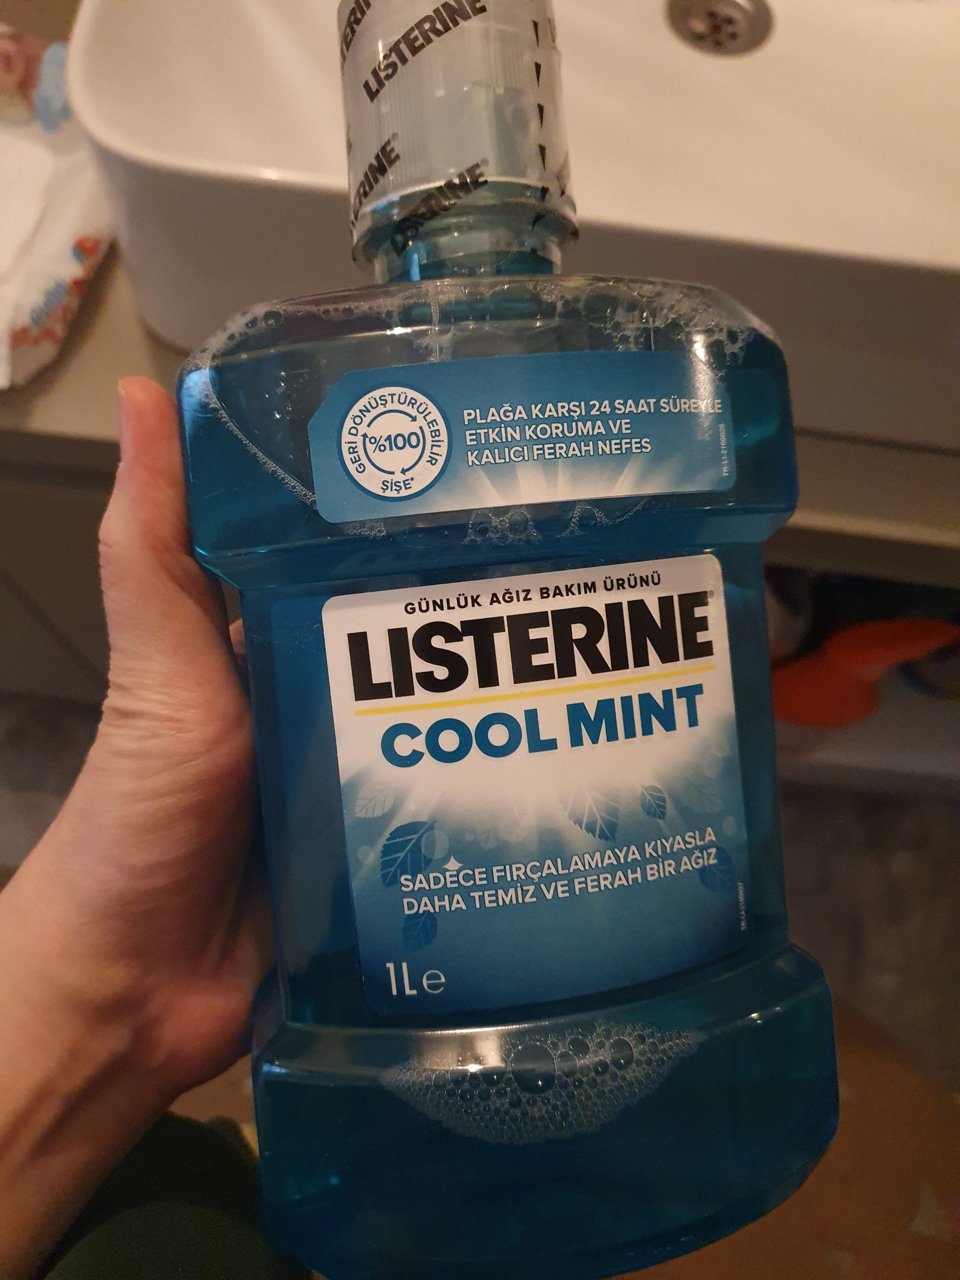 LISTERINE
LISTERINE
GERİ DÖNÜŞTÜRÜLEBİLİR
%100
ŞİŞE*
PLAĞA KARŞI 24 SAAT SÜREYLE
ETKİN KORUMA VE
KALICI FERAH NEFES
GÜNLÜK AĞIZ BAKIM ÜRÜNÜ
LISTERINE®
COOL MINT
SADECE FIRÇALAMAYA KIYASLA
DAHA TEMİZ VE FERAH BİR AĞIZ
1L e